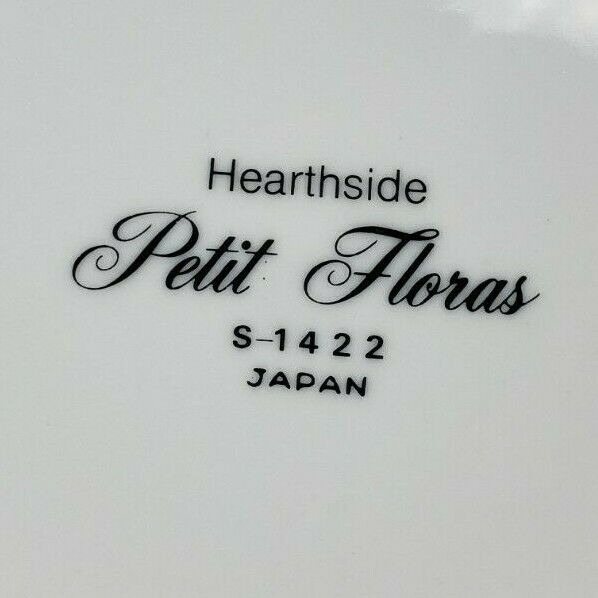 Hearthside
Petit Floras
S-1422
JAPAN